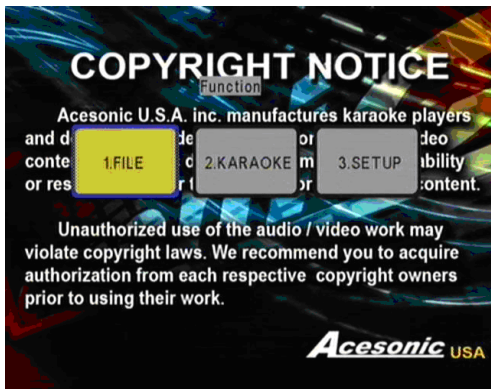 COPYRIGHT NOTICE
Function
Acesonic U.S.A. inc. manufactures karaoke players
and
conte
or res
1.FILE
2.KARAOKE
3.SETUP
deo
ability
content.
Unauthorized use of the audio / video work may
violate copyright laws. We recommend you to acquire
authorization from each respective copyright owners
prior to using their work.
Acesonic USA